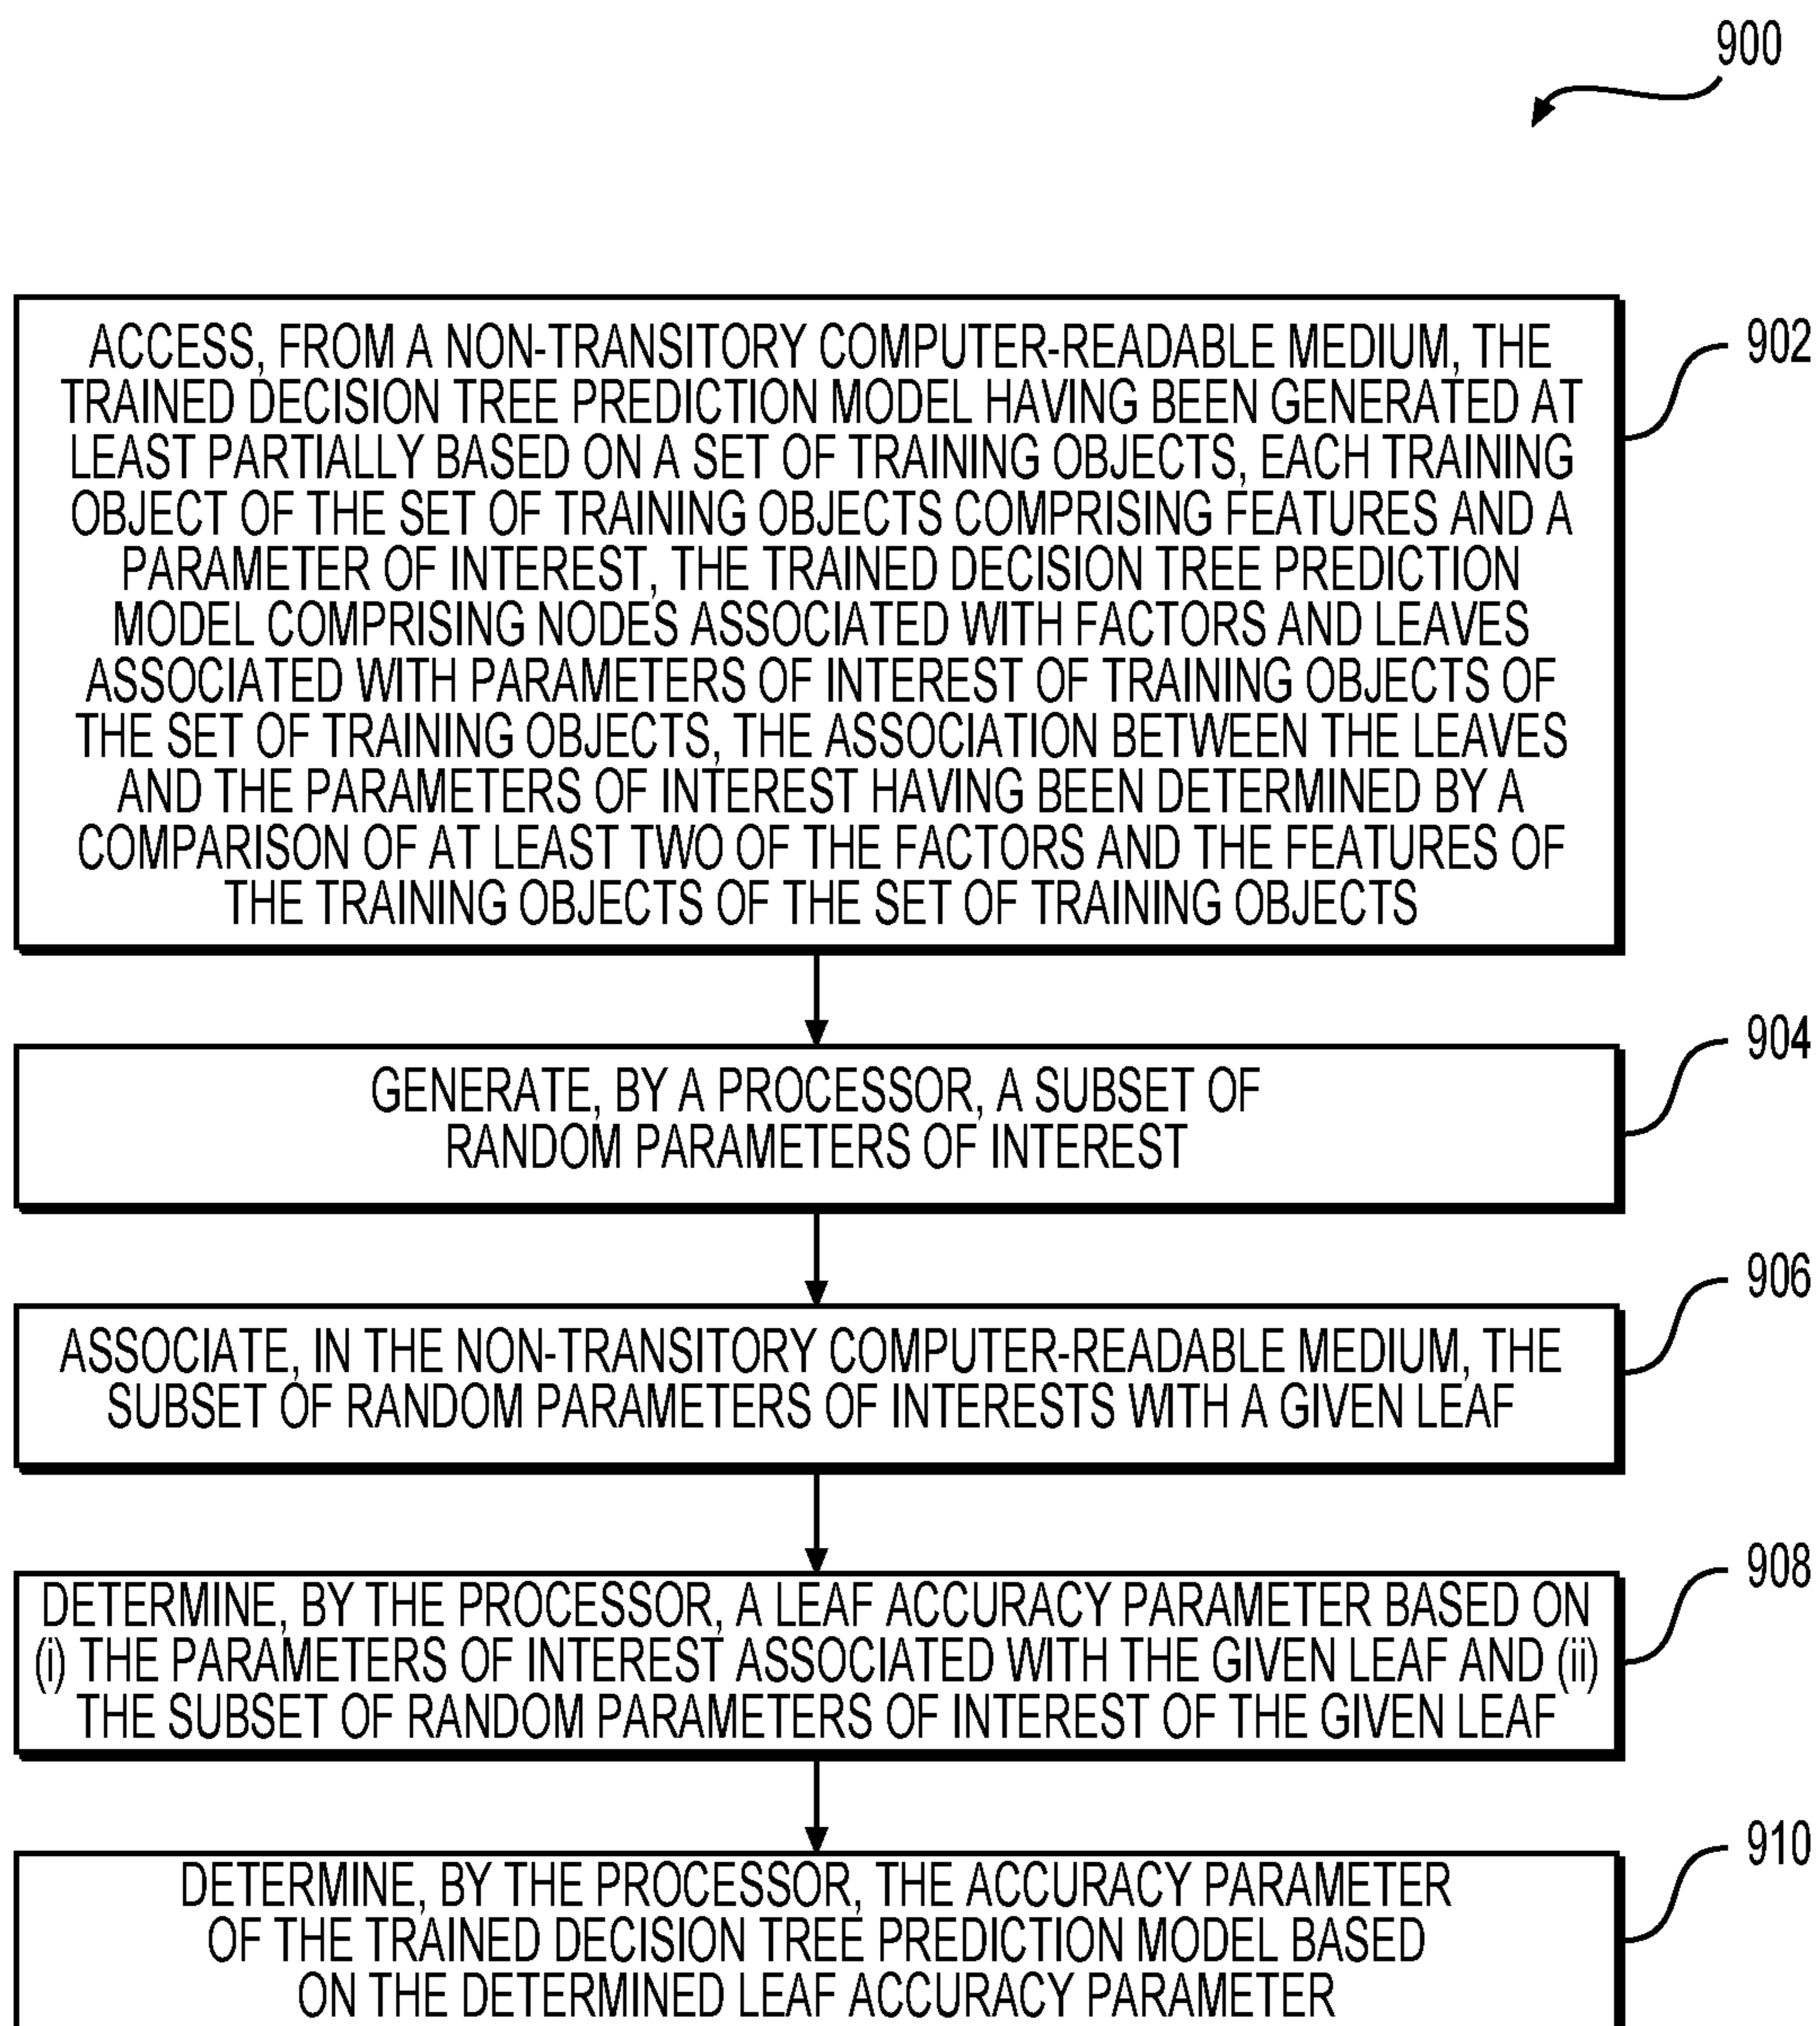 900
ACCESS, FROM A NON-TRANSITORY COMPUTER-READABLE MEDIUM, THE
TRAINED DECISION TREE PREDICTION MODEL HAVING BEEN GENERATED AT
LEAST PARTIALLY BASED ON A SET OF TRAINING OBJECTS, EACH TRAINING
OBJECT OF THE SET OF TRAINING OBJECTS COMPRISING FEATURES AND A
PARAMETER OF INTEREST, THE TRAINED DECISION TREE PREDICTION
MODEL COMPRISING NODES ASSOCIATED WITH FACTORS AND LEAVES
ASSOCIATED WITH PARAMETERS OF INTEREST OF TRAINING OBJECTS OF
THE SET OF TRAINING OBJECTS, THE ASSOCIATION BETWEEN THE LEAVES
AND THE PARAMETERS OF INTEREST HAVING BEEN DETERMINED BY A
COMPARISON OF AT LEAST TWO OF THE FACTORS AND THE FEATURES OF
THE TRAINING OBJECTS OF THE SET OF TRAINING OBJECTS
902
GENERATE, BY A PROCESSOR, A SUBSET OF
RANDOM PARAMETERS OF INTEREST
904
ASSOCIATE, IN THE NON-TRANSITORY COMPUTER-READABLE MEDIUM, THE
SUBSET OF RANDOM PARAMETERS OF INTERESTS WITH A GIVEN LEAF
906
DETERMINE, BY THE PROCESSOR, A LEAF ACCURACY PARAMETER BASED ON
(i) THE PARAMETERS OF INTEREST ASSOCIATED WITH THE GIVEN LEAF AND (ii)
THE SUBSET OF RANDOM PARAMETERS OF INTEREST OF THE GIVEN LEAF
908
DETERMINE, BY THE PROCESSOR, THE ACCURACY PARAMETER
OF THE TRAINED DECISION TREE PREDICTION MODEL BASED
ON THE DETERMINED LEAF ACCURACY PARAMETER
910